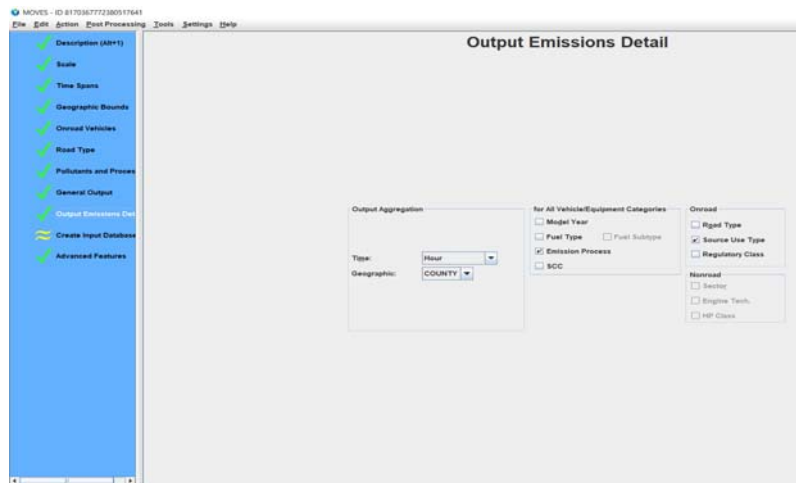 MOVES - ID 8170367772380517641
File Edit Action Post Processing Tools Settings Help
Description (Alt+1)
Scale
Time Spans
Geographic Bounds
Onroad Vehicles
Road Type
Pollutants and Proces
General Output
Output Emissions Det
Create Input Database
Advanced Features
Output Emissions Detail
Output Aggregation
Time: Hour
Geographic: COUNTY
for All Vehicle/Equipment Categories
Model Year
Fuel Type Fuel Subtype
Emission Process
SCC
Onroad
Road Type
Source Use Type
Regulatory Class
Nonroad
Sector
Engine Tech.
HP Class